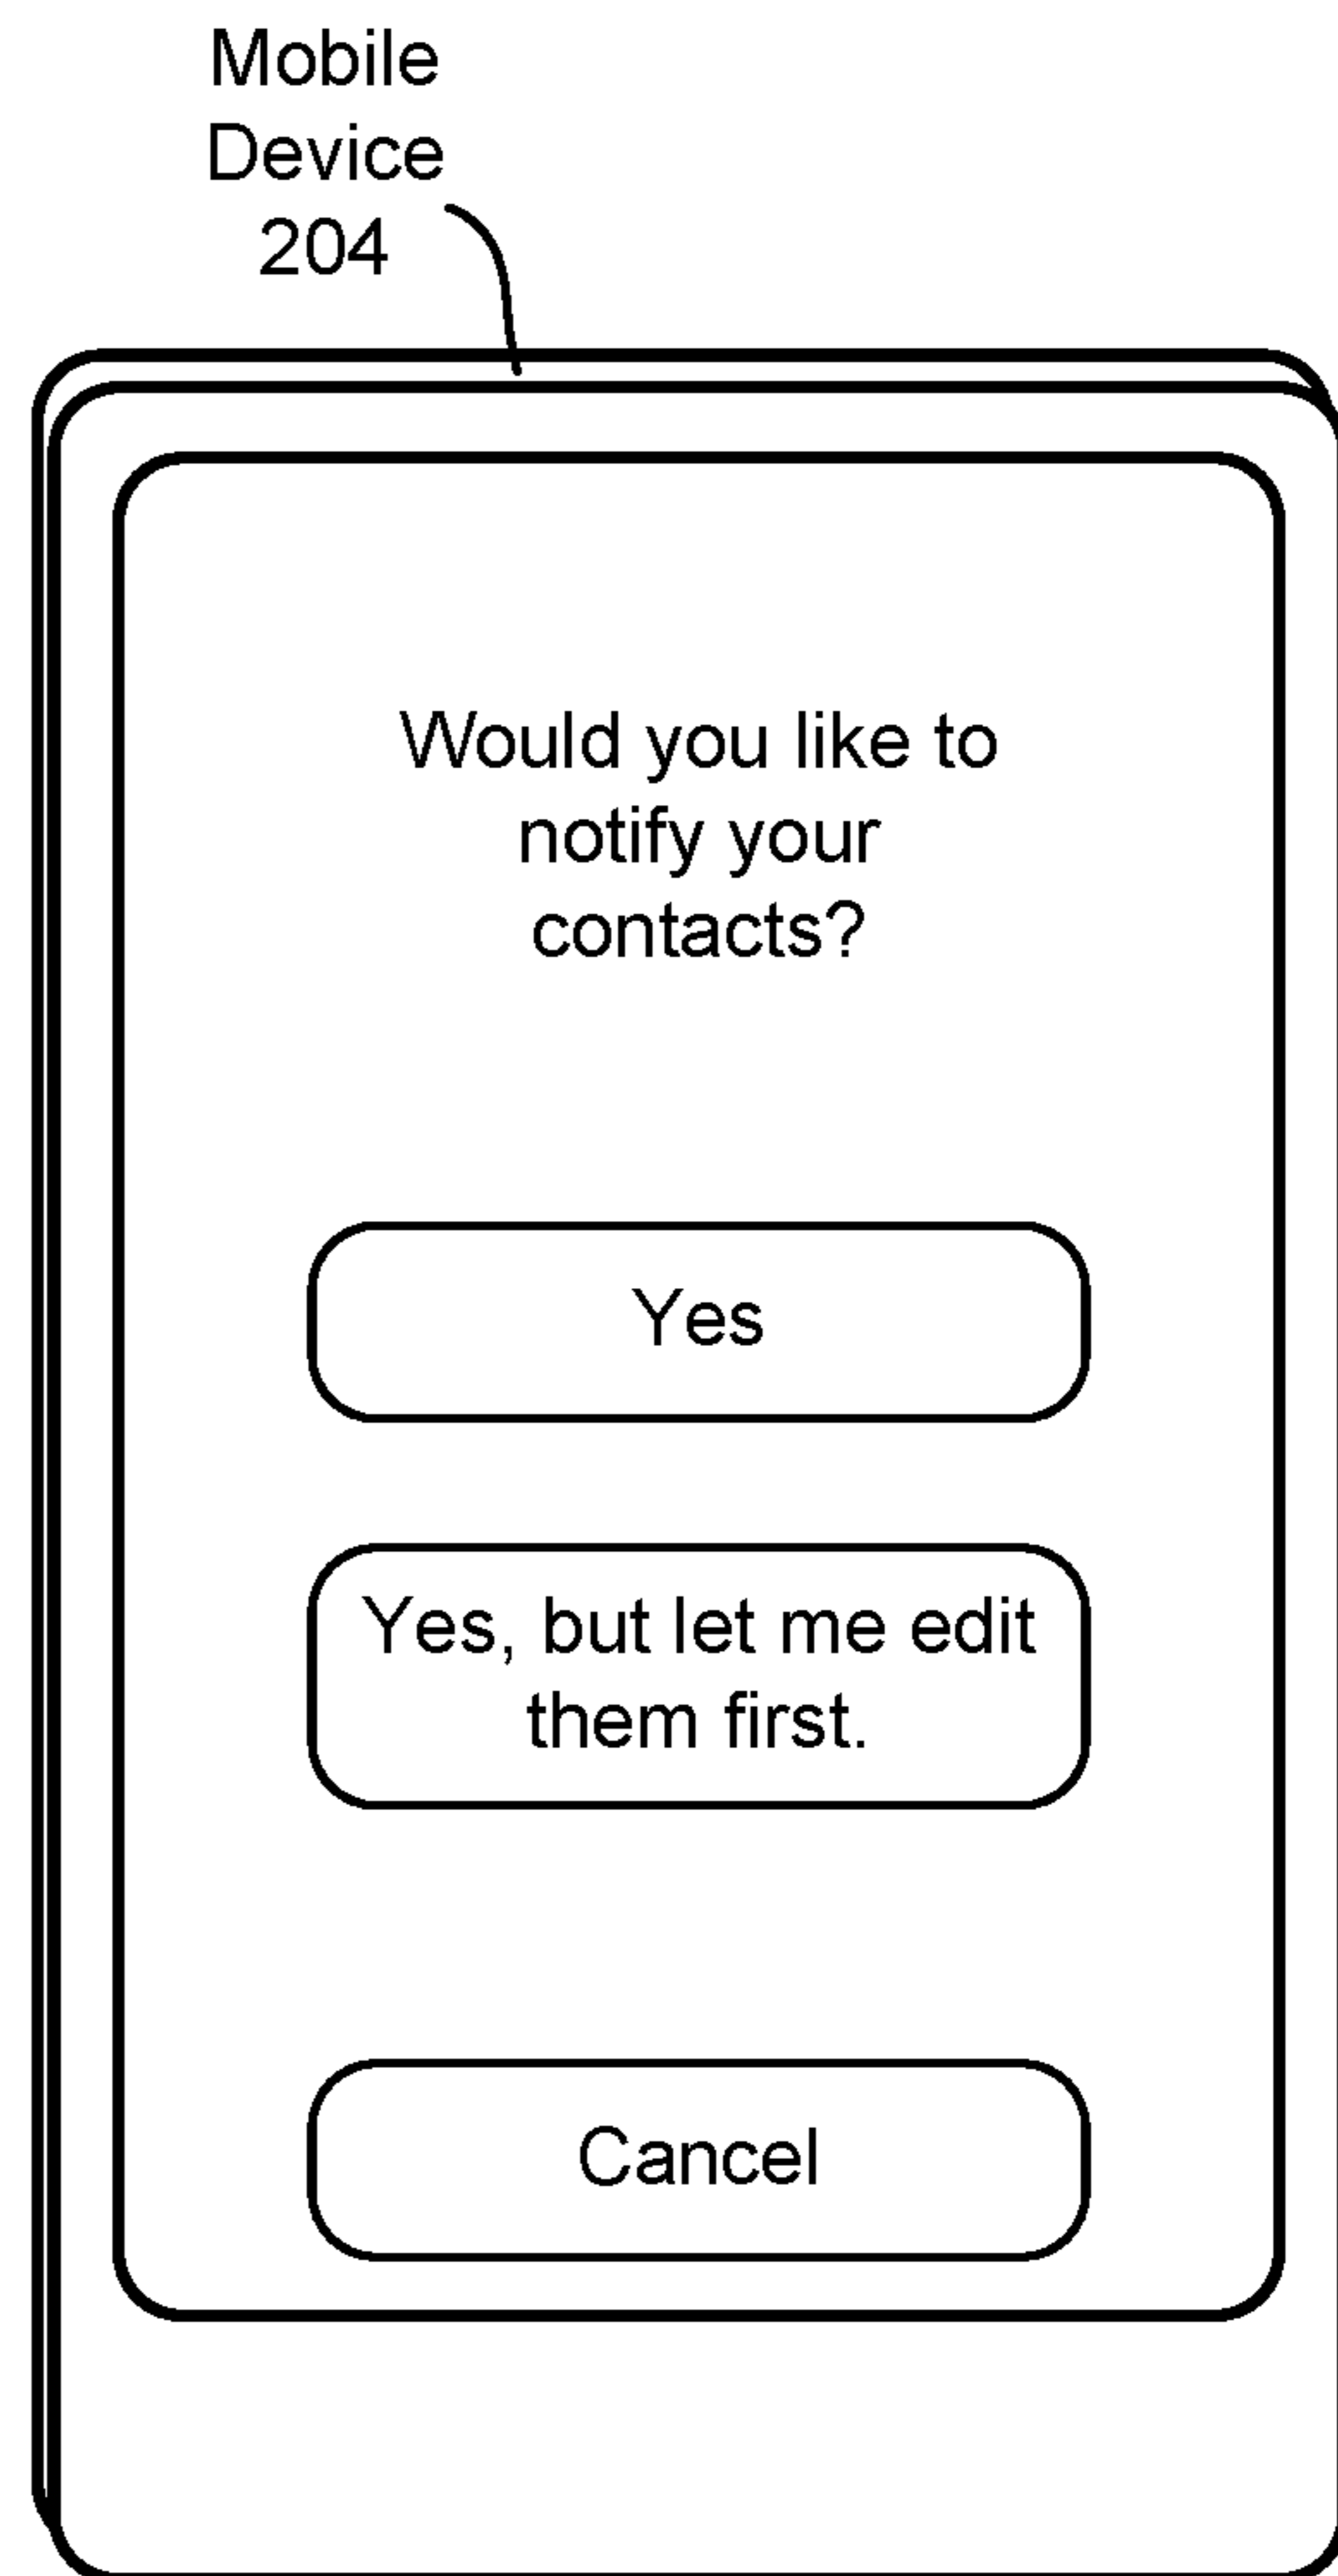 Mobile
Device
204
Would you like to
notify your
contacts?
Yes
Yes, but let me edit
them first.
Cancel